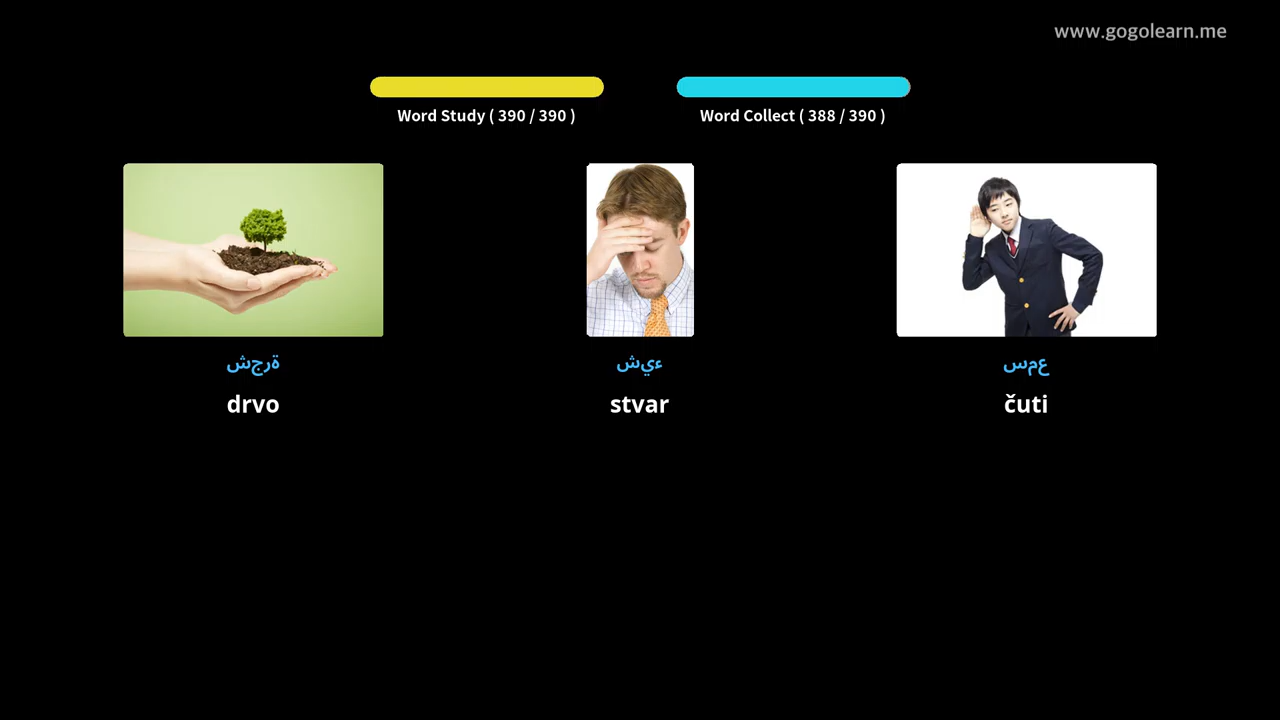 www.gogolearn.me
Word Study ( 390 / 390 )
Word Collect ( 388 / 390 )
ةرجش
drvo
ءيش
stvar
عمس
čuti